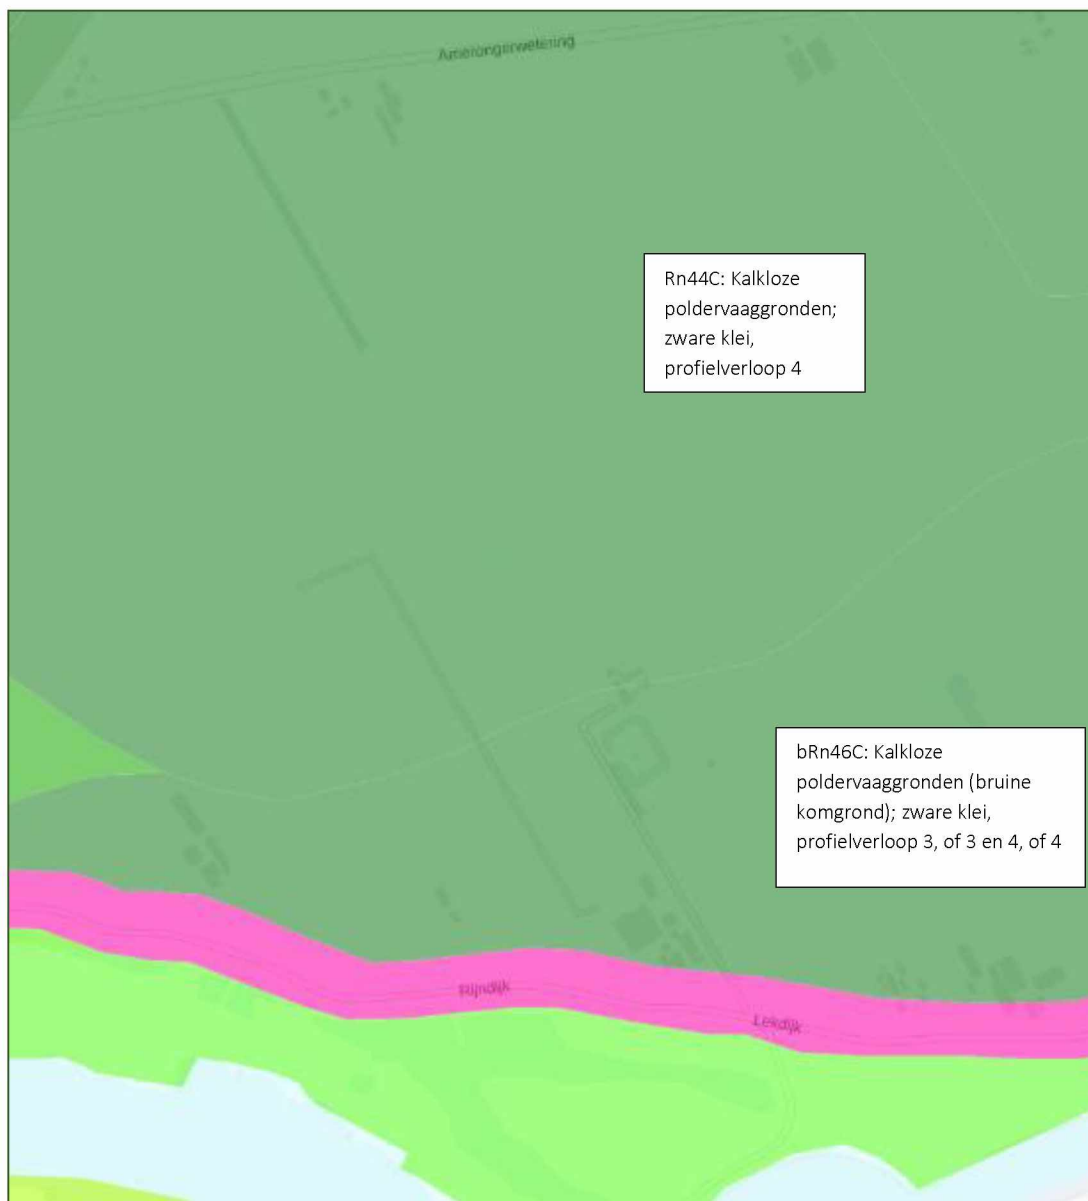 Amerongerwetering
Rn44C: Kalkloze
poldervaaggronden;
zware klei,
profielverloop 4
bRn46C: Kalkloze
poldervaaggronden (bruine
komgrond); zware klei,
profielverloop 3, of 3 en 4, of 4
Rijndijk
Lekdijk